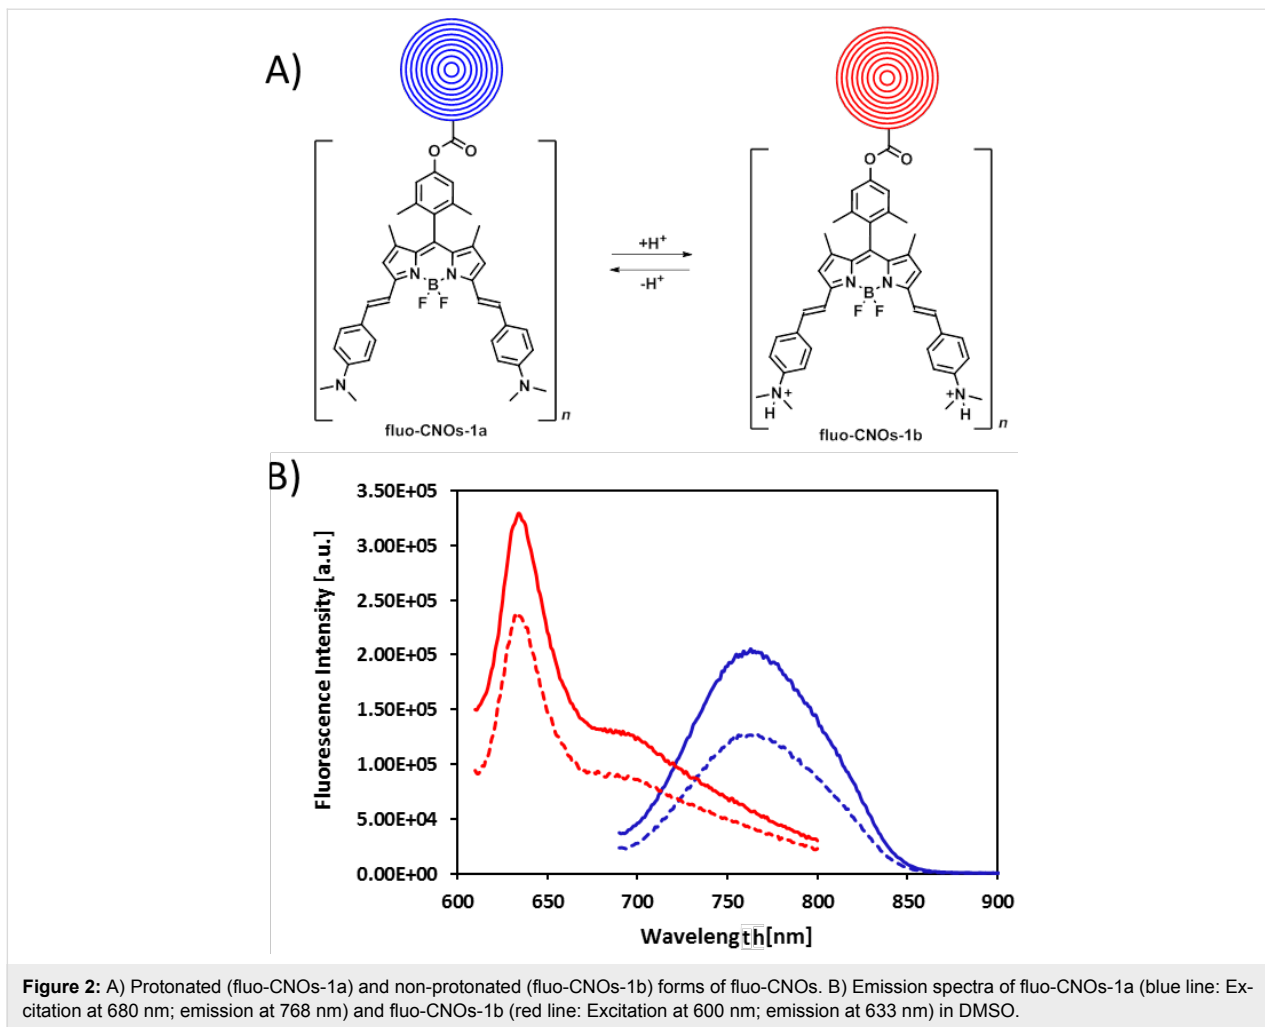 A)
O
O
N
N
B
F
F
N
N
n
fluo-CNOs-1a
+H+
-H+
O
O
N
N
B
F
F
N+
H
+N
H
n
fluo-CNOs-1b
B)
3.50E+05
3.00E+05
2.50E+05
2.00E+05
1.50E+05
1.00E+05
5.00E+04
0.00E+00
Fluorescence Intensity [a.u.]
600 650 700 750 800 850 900
Wavelength[nm]
Figure 2: A) Protonated (fluo-CNOs-1a) and non-protonated (fluo-CNOs-1b) forms of fluo-CNOs. B) Emission spectra of fluo-CNOs-1a (blue line: Ex-
citation at 680 nm; emission at 768 nm) and fluo-CNOs-1b (red line: Excitation at 600 nm; emission at 633 nm) in DMSO.